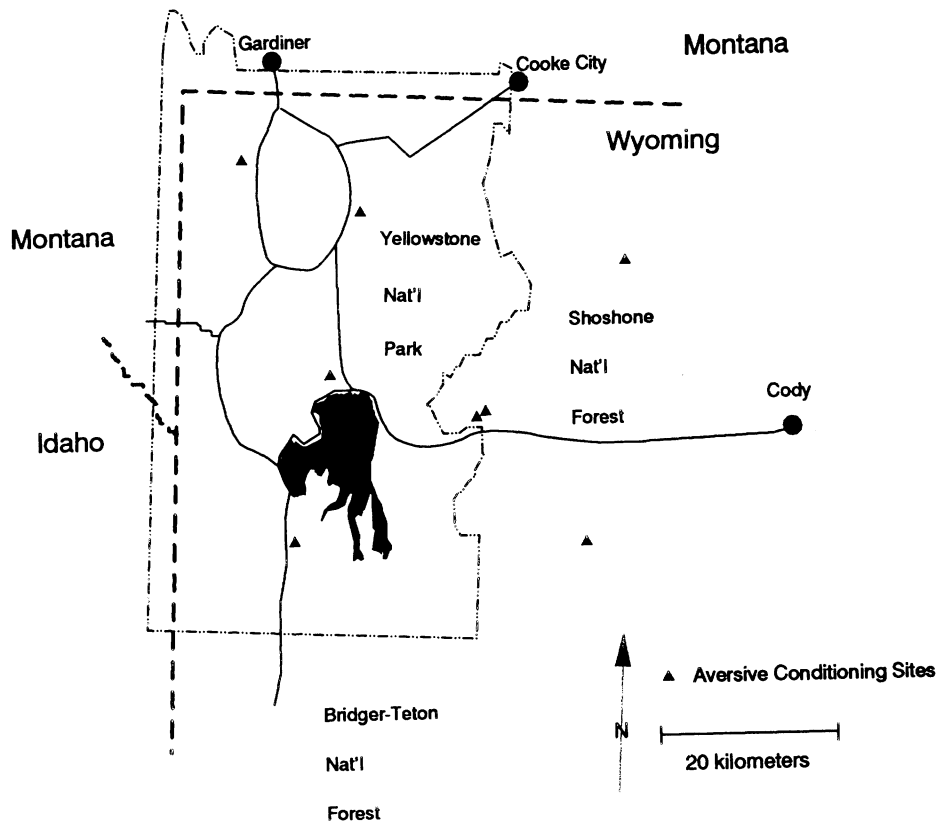 Gardiner
Montana
Cooke City
Wyoming
Montana
Yellowstone
Nat'l
Park
Shoshone
Nat'l
Forest
Cody
Idaho
Aversive Conditioning Sites
N
20 kilometers
Bridger-Teton
Nat'l
Forest